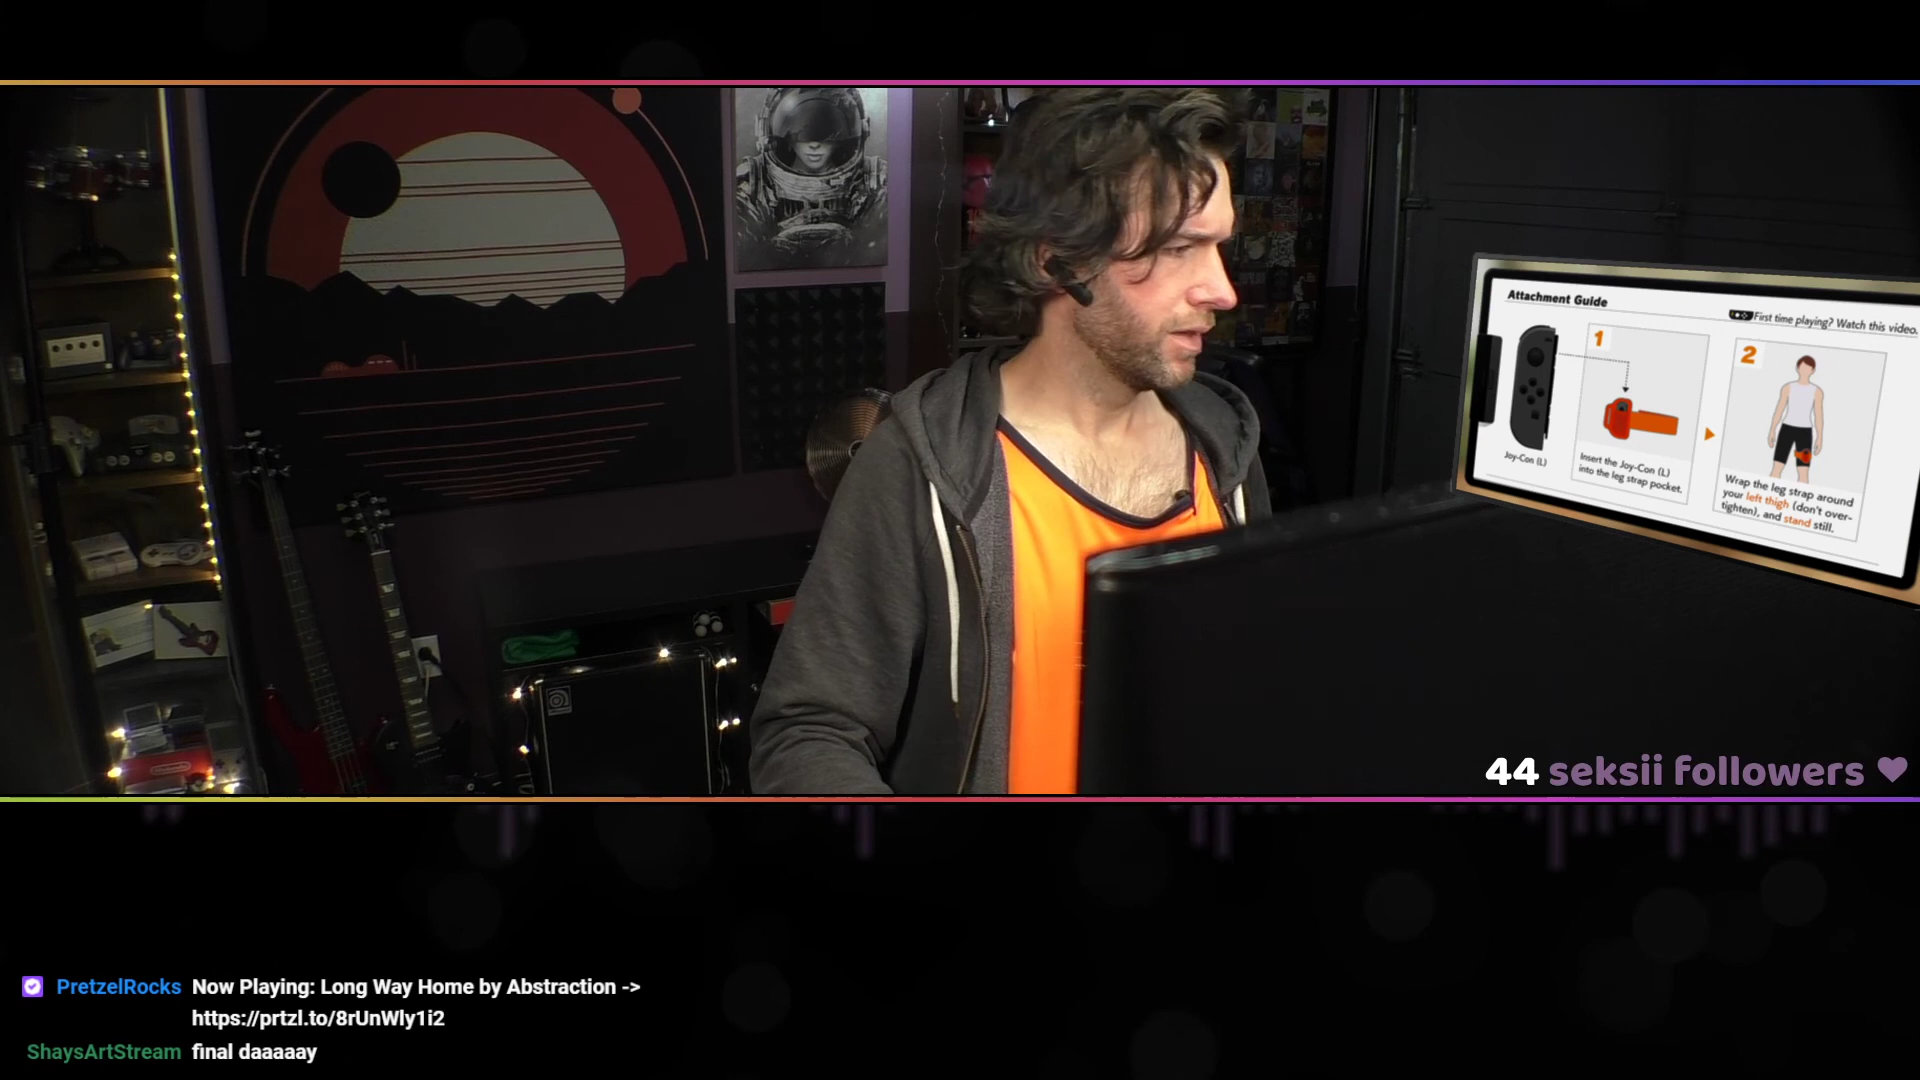 Attachment Guide
First time playing? Watch this video.
1
2
Joy-Con (L)
Insert the Joy-Con (L)
into the leg strap pocket.
Wrap the leg strap around
your left thigh (don't over-
tighten), and stand still.
Nintendo
44 seksii followers
PretzelRocks Now Playing: Long Way Home by Abstraction ->
https://prtzl.to/8rUnWly1i2
ShaysArtStream final daaaaay